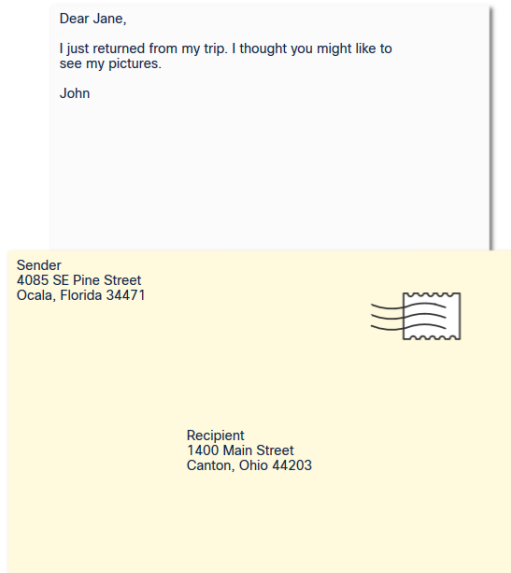 Dear Jane,
I just returned from my trip. I thought you might like to
see my pictures.
John
Sender
4085 SE Pine Street
Ocala, Florida 34471
Recipient
1400 Main Street
Canton, Ohio 44203